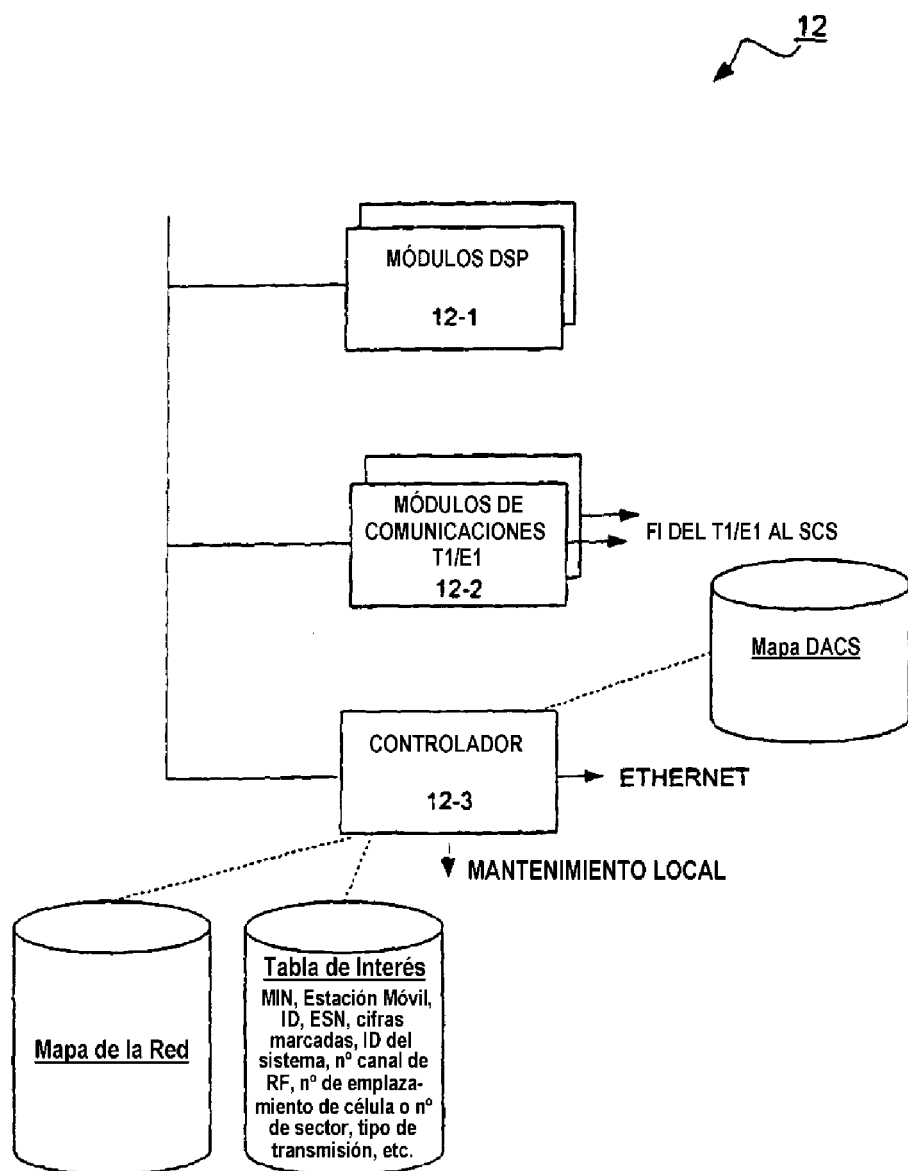 12
MÓDULOS DSP
12-1
MÓDULOS DE
COMUNICACIONES
T1/E1
12-2
FI DEL T1/E1 AL SCS
Mapa DACS
CONTROLADOR
12-3
ETHERNET
MANTENIMIENTO LOCAL
Mapa de la Red
Tabla de Interés
MIN, Estación Móvil,
ID, ESN, cifras
marcadas, ID del
sistema, nº canal de
RF, nº de emplaza-
miento de célula o nº
de sector, tipo de
transmisión, etc.